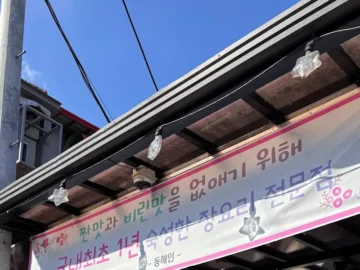 짠맛과 비린맛을 없애기 위해
국내최초 1년 숙성한 장요리 전문점
- 동해인 -